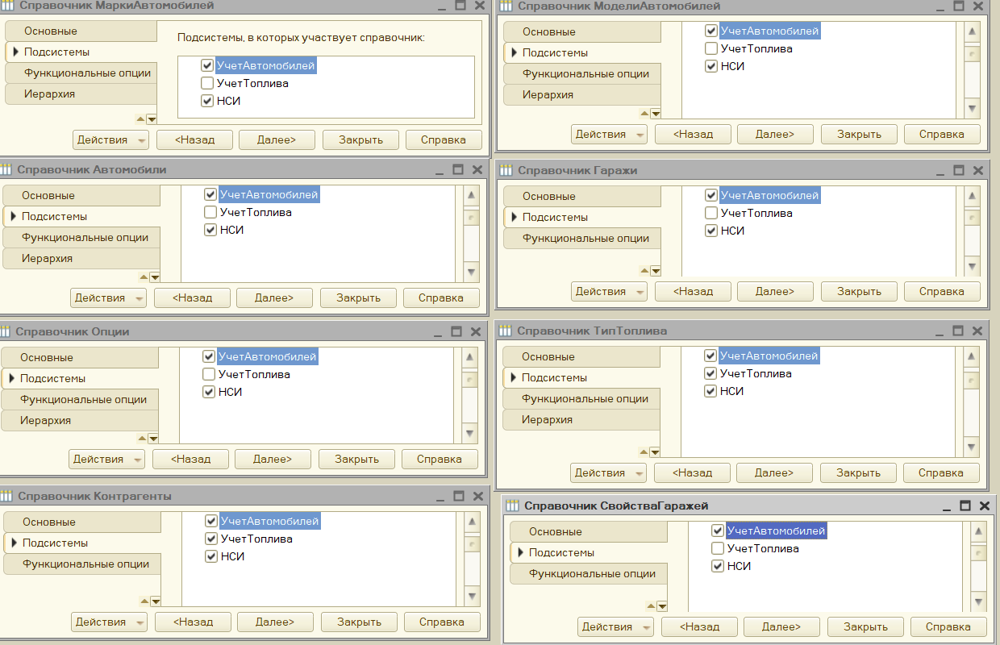 Справочник МаркиАвтомобилей
Основные
Подсистемы
Функциональные опции
Иерархия
Подсистемы, в которых участвует справочник:
УчетАвтомобилей
УчетТоплива
НСИ
Действия <Назад Далее> Закрыть Справка
Справочник МоделиАвтомобилей
Основные
Подсистемы
Функциональные опции
Иерархия
УчетАвтомобилей
УчетТоплива
НСИ
Действия <Назад Далее> Закрыть Справка
Справочник Автомобили
Основные
Подсистемы
Функциональные опции
Иерархия
УчетАвтомобилей
УчетТоплива
НСИ
Действия <Назад Далее> Закрыть Справка
Справочник Гаражи
Основные
Подсистемы
Функциональные опции
УчетАвтомобилей
УчетТоплива
НСИ
Действия <Назад Далее> Закрыть Справка
Справочник Опции
Основные
Подсистемы
Функциональные опции
Иерархия
УчетАвтомобилей
УчетТоплива
НСИ
Действия <Назад Далее> Закрыть Справка
Справочник ТипТоплива
Основные
Подсистемы
Функциональные опции
Иерархия
УчетАвтомобилей
УчетТоплива
НСИ
Действия <Назад Далее> Закрыть Справка
Справочник Контрагенты
Основные
Подсистемы
Функциональные опции
УчетАвтомобилей
УчетТоплива
НСИ
Действия <Назад Далее> Закрыть Справка
Справочник СвойстваГаражей
Основные
Подсистемы
Функциональные опции
УчетАвтомобилей
УчетТоплива
НСИ
Действия <Назад Далее> Закрыть Справка